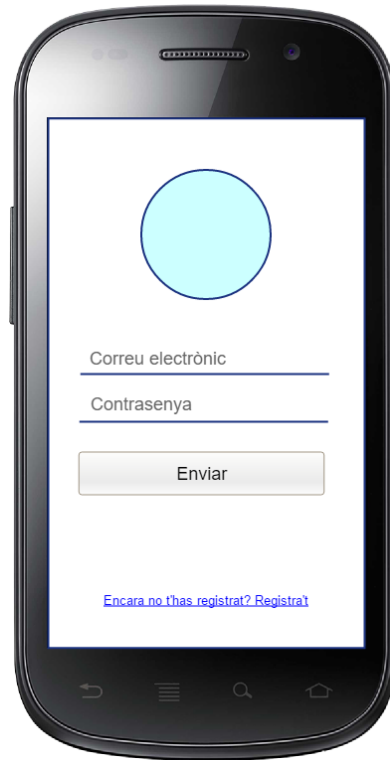 Correu electrònic
Contrasenya
Enviar
Encara no t'has registrat? Registra't